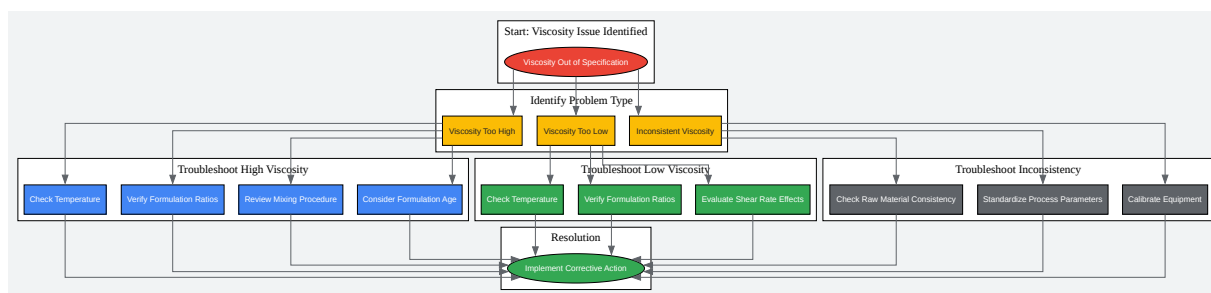 Start: Viscosity Issue Identified
Viscosity Out of Specification
Identify Problem Type
Viscosity Too High
Viscosity Too Low
Inconsistent Viscosity
Troubleshoot High Viscosity
Check Temperature
Verify Formulation Ratios
Review Mixing Procedure
Consider Formulation Age
Troubleshoot Low Viscosity
Check Temperature
Verify Formulation Ratios
Evaluate Shear Rate Effects
Troubleshoot Inconsistency
Check Raw Material Consistency
Standardize Process Parameters
Calibrate Equipment
Resolution
Implement Corrective Action